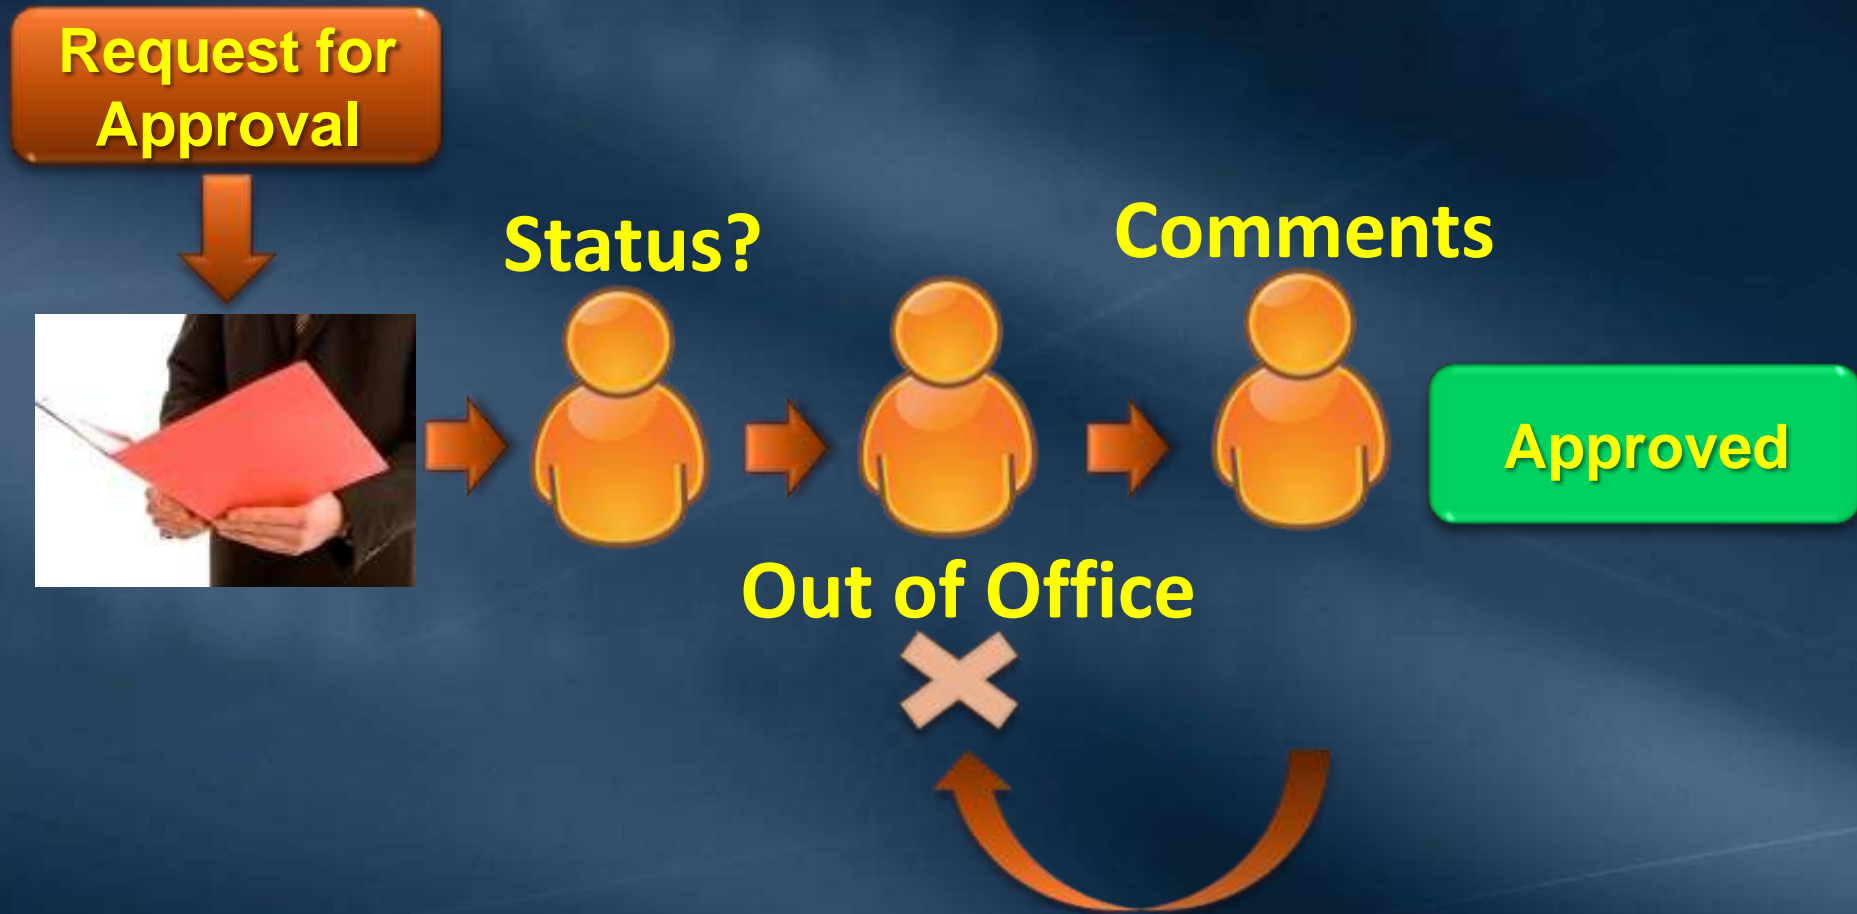 Request for
Approval
Status?
Comments
Approved
Out of Office